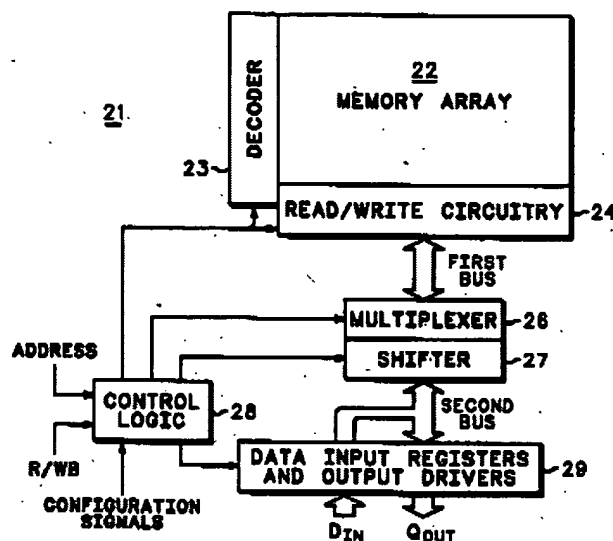 22
MEMORY ARRAY
DECODER
21
23
READ/WRITE CIRCUITRY
24
FIRST
BUS
MULTIPLEXER
26
SHIFTER
27
ADDRESS
CONTROL
LOGIC
28
SECOND
BUS
R/WB
DATA INPUT REGISTERS
AND OUTPUT DRIVERS
29
CONFIGURATION
SIGNALS
DIN
QOUT